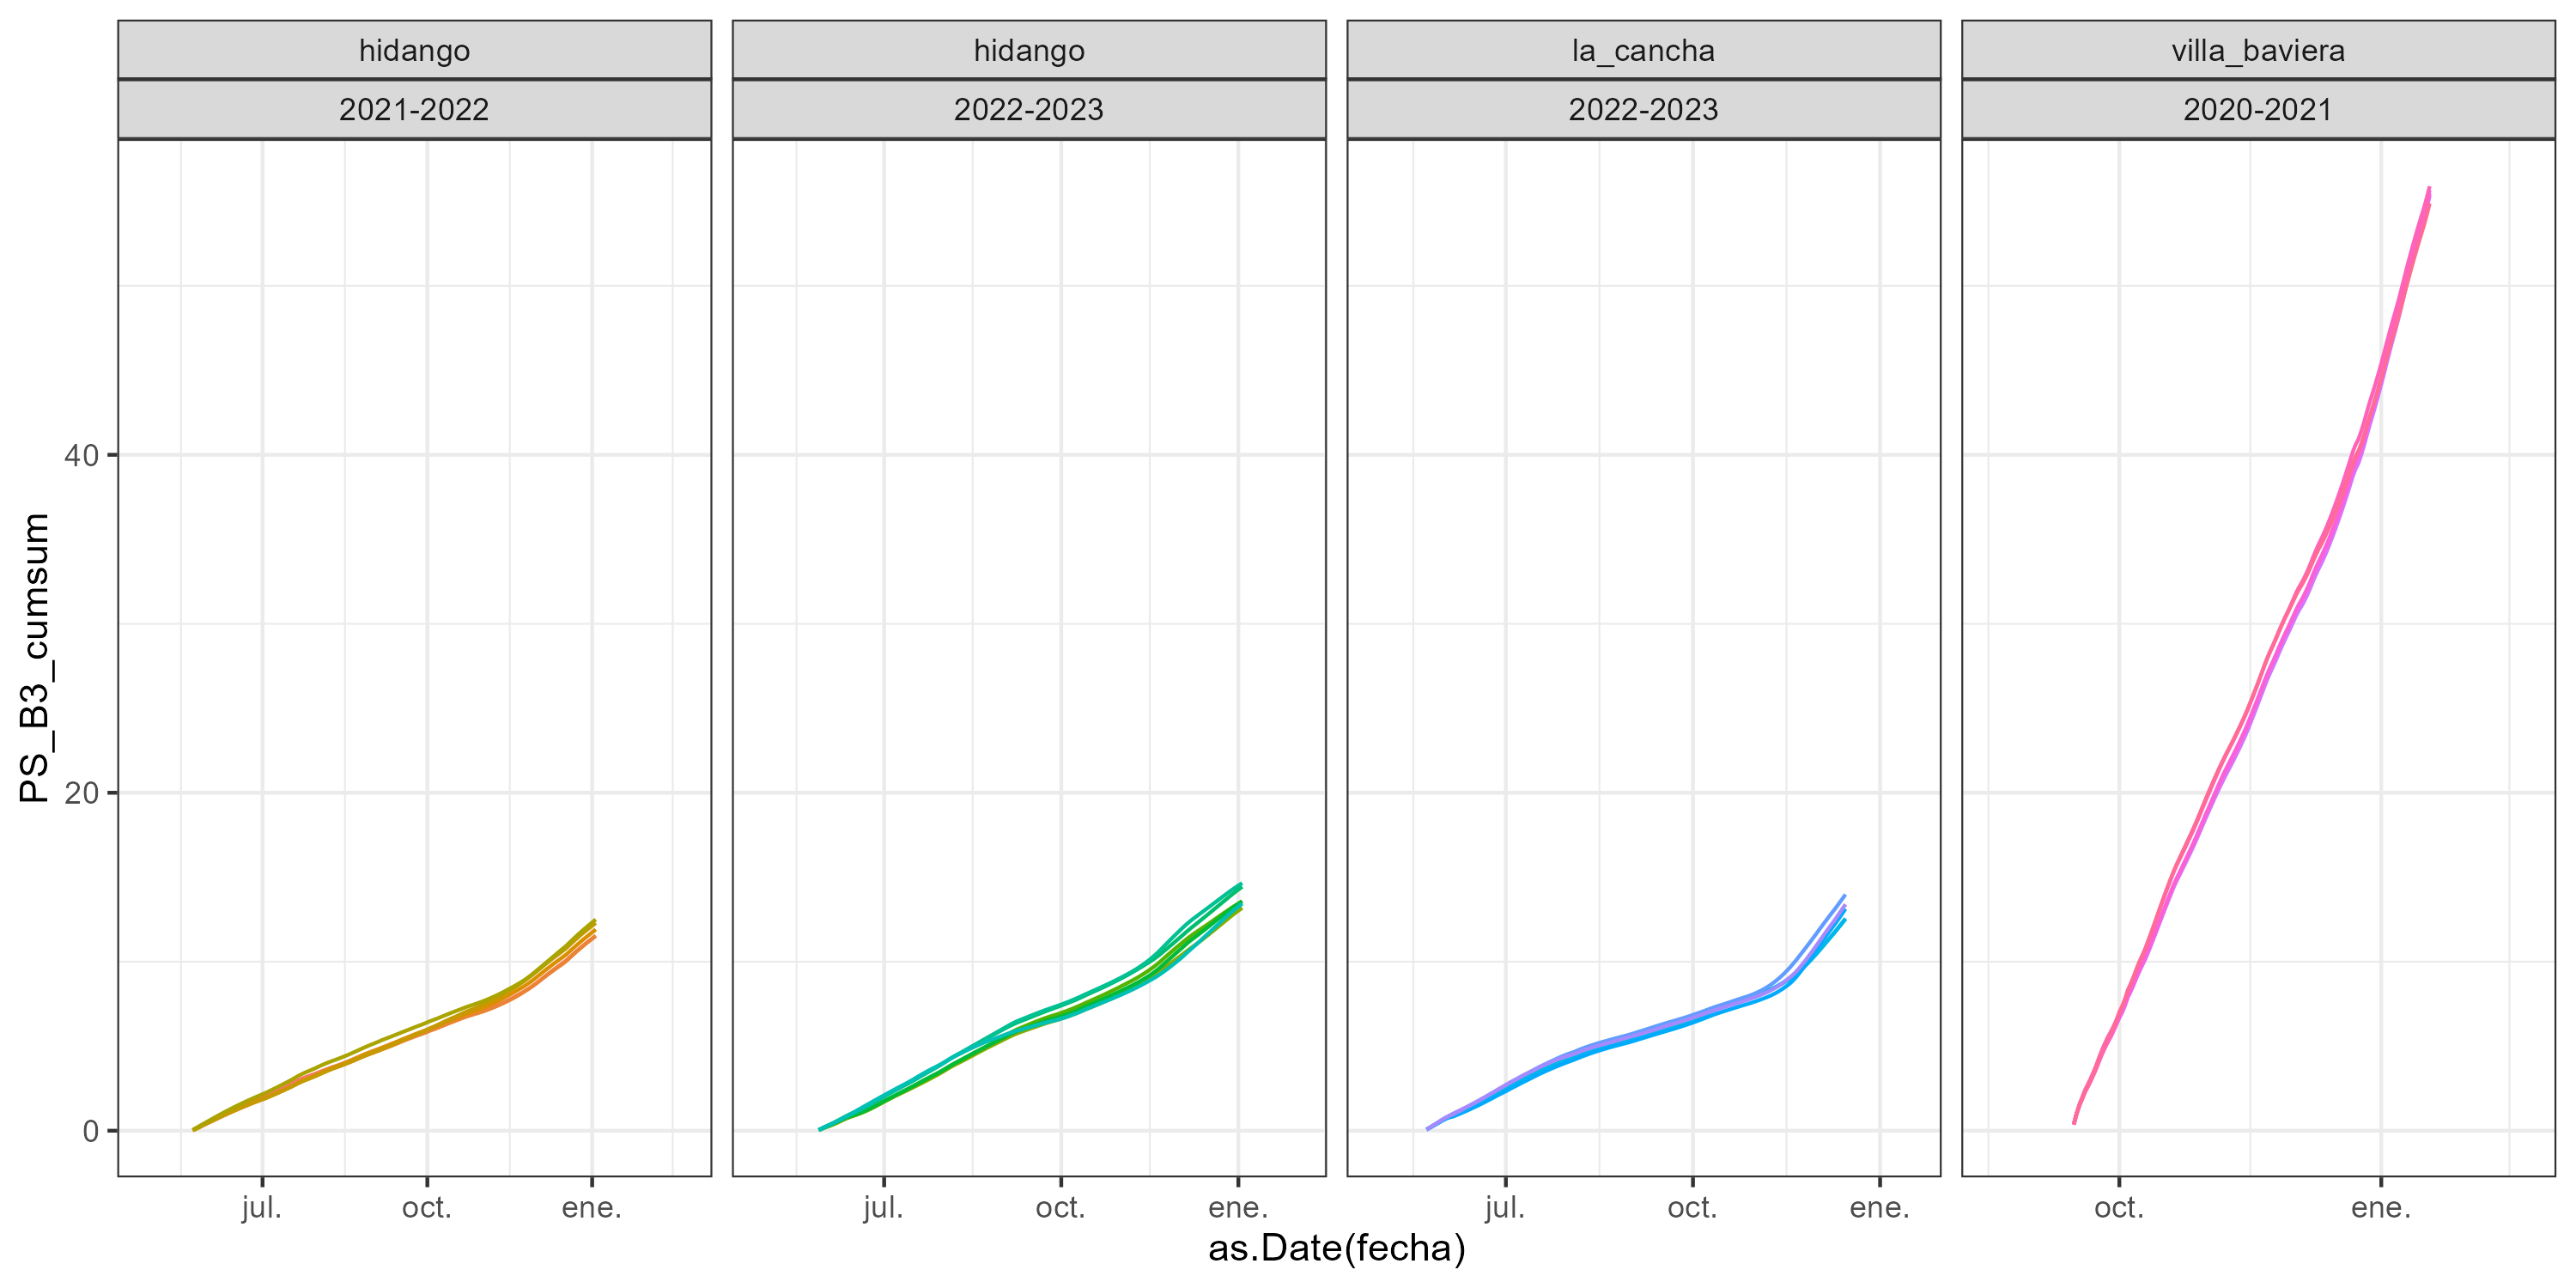 hidango
2021-2022
hidango
2022-2023
la_cancha
2022-2023
villa_baviera
2020-2021
PS_B3_cumsum
40
20
0
jul. oct. ene.
jul. oct. ene.
jul. oct. ene.
oct. ene.
as.Date(fecha)